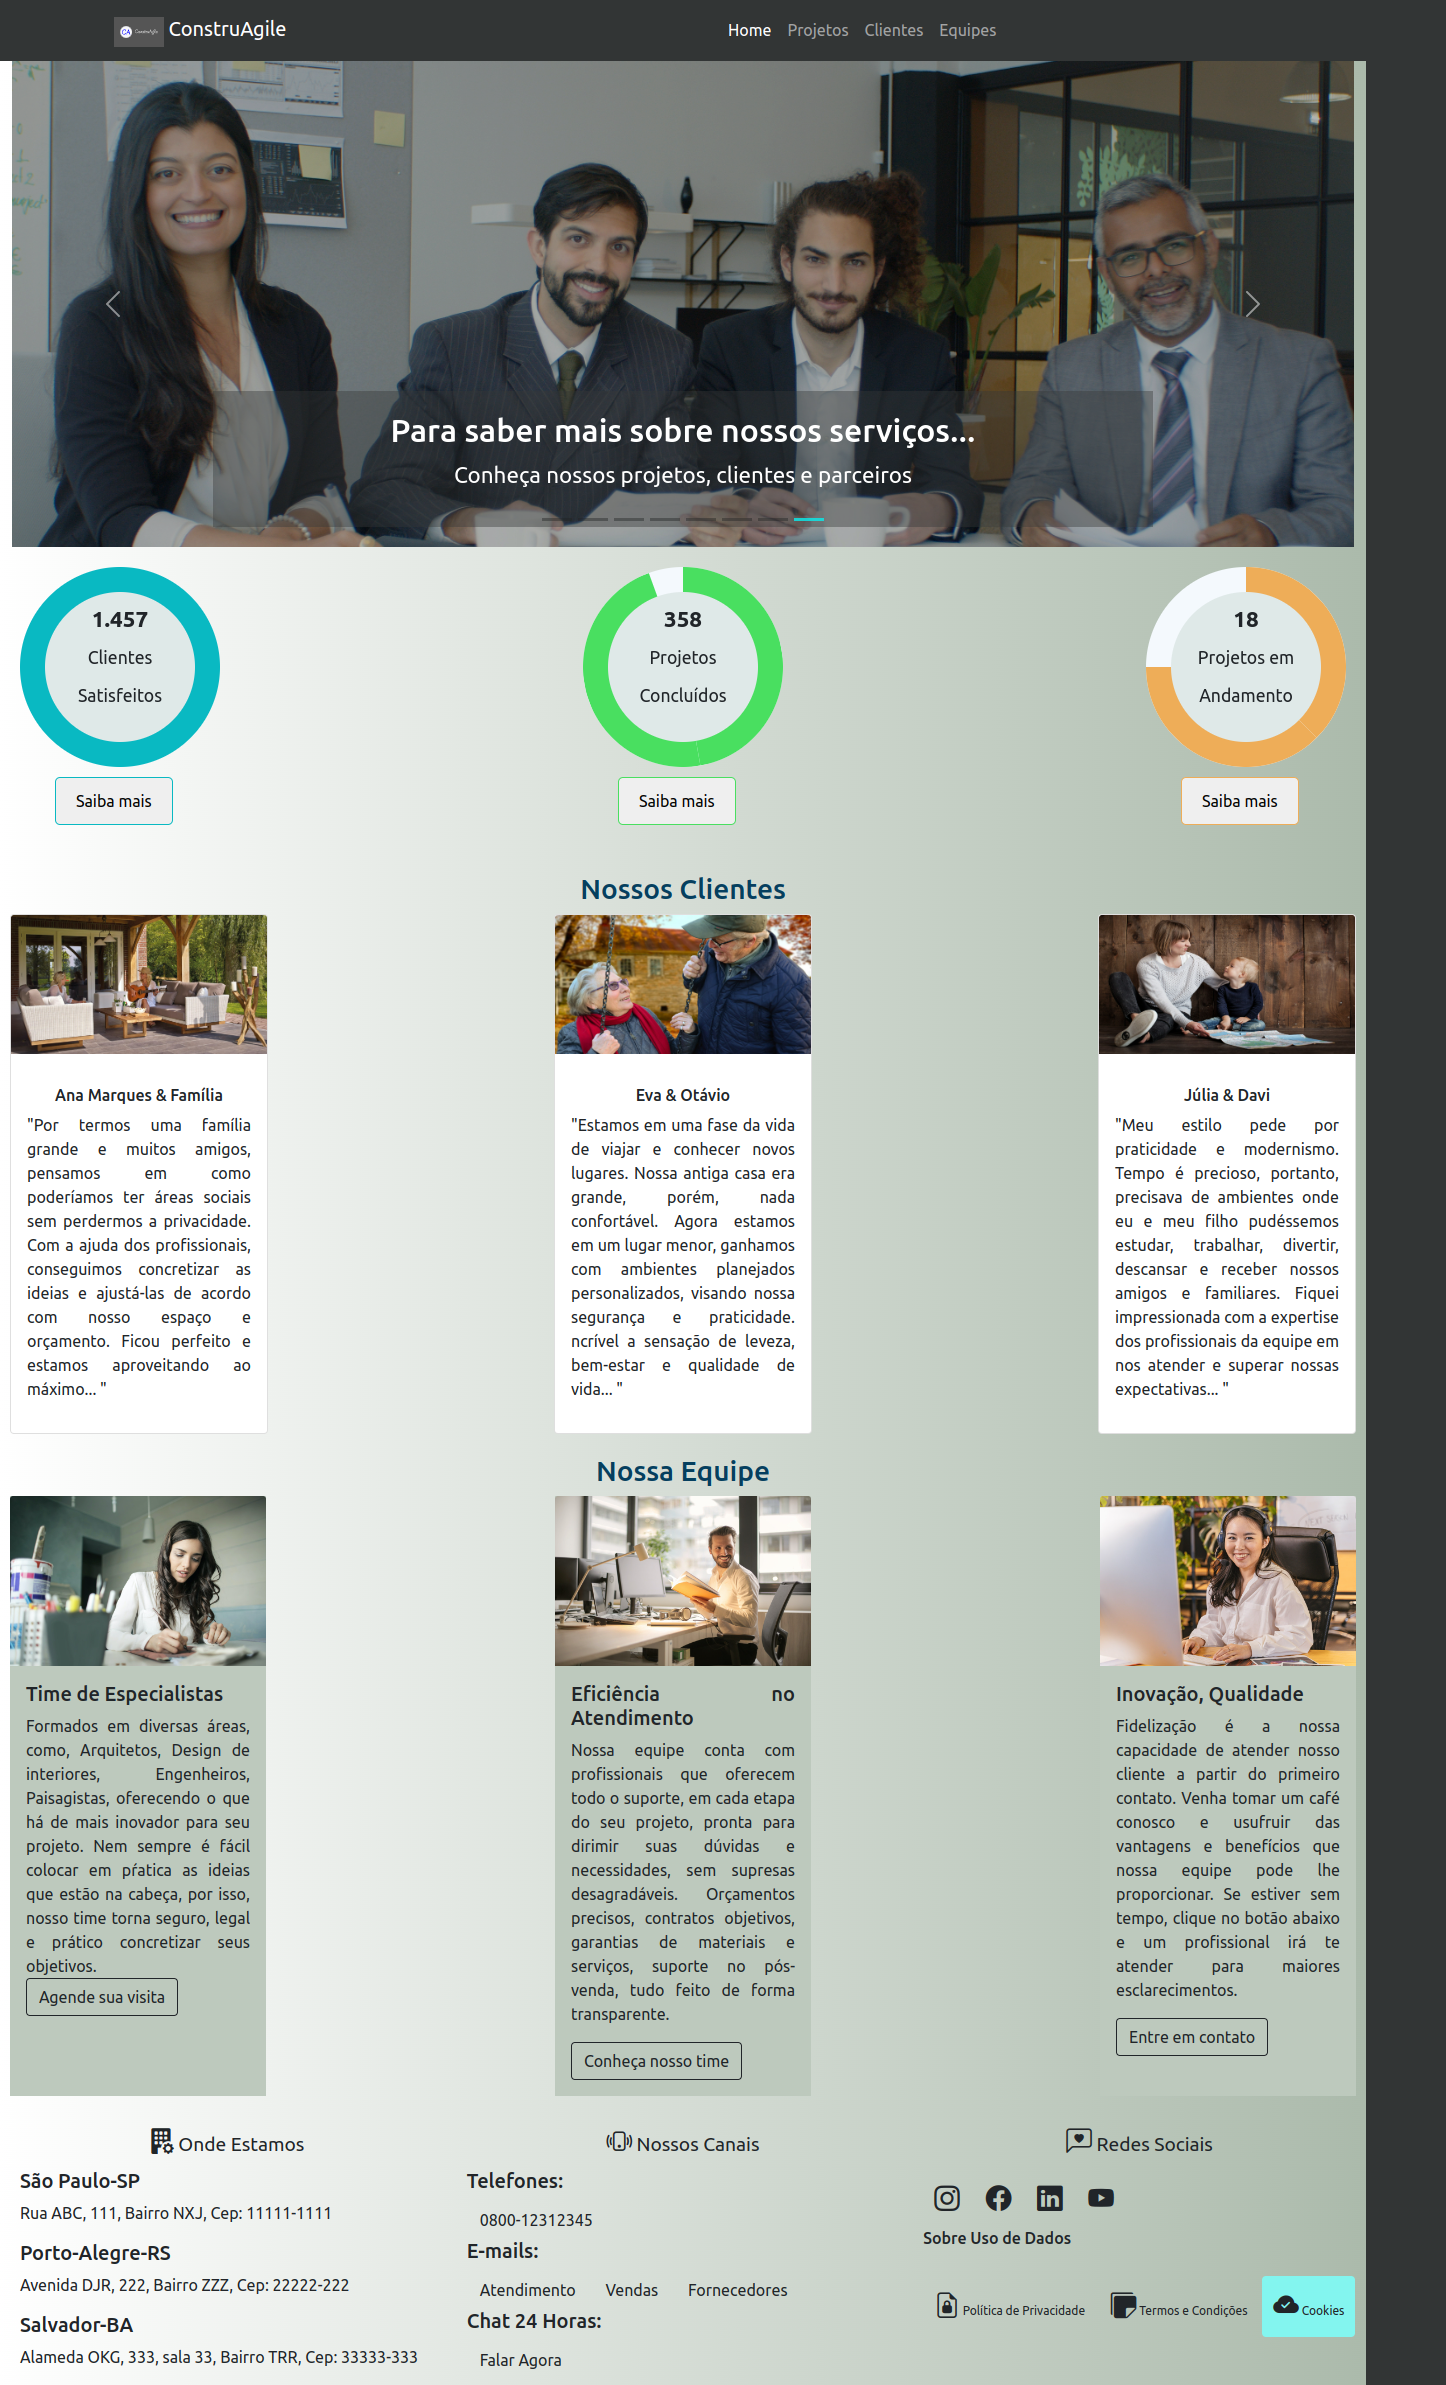 CA ConstruAgile ConstruAgile
Home Projetos Clientes Equipes
Para saber mais sobre nossos serviços...
Conheça nossos projetos, clientes e parceiros
1.457
Clientes
Satisfeitos
Saiba mais
358
Projetos
Concluídos
Saiba mais
18
Projetos em
Andamento
Saiba mais
Nossos Clientes
Ana Marques & Família
"Por termos uma família
grande e muitos amigos,
pensamos em como
poderíamos ter áreas sociais
sem perdermos a privacidade.
Com a ajuda dos profissionais,
conseguimos concretizar as
ideias e ajustá-las de acordo
com nosso espaço e
orçamento. Ficou perfeito e
estamos aproveitando ao
máximo... "
Eva & Otávio
"Estamos em uma fase da vida
de viajar e conhecer novos
lugares. Nossa antiga casa era
grande, porém, nada
confortável. Agora estamos
em um lugar menor, ganhamos
com ambientes planejados
personalizados, visando nossa
segurança e praticidade.
ncrível a sensação de leveza,
bem-estar e qualidade de
vida... "
Júlia & Davi
"Meu estilo pede por
praticidade e modernismo.
Tempo é precioso, portanto,
precisava de ambientes onde
eu e meu filho pudéssemos
estudar, trabalhar, divertir,
descansar e receber nossos
amigos e familiares. Fiquei
impressionada com a expertise
dos profissionais da equipe em
nos atender e superar nossas
expectativas... "
Nossa Equipe
Time de Especialistas
Formados em diversas áreas,
como, Arquitetos, Design de
interiores, Engenheiros,
Paisagistas, oferecendo o que
há de mais inovador para seu
projeto. Nem sempre é fácil
colocar em pŕatica as ideias
que estão na cabeça, por isso,
nosso time torna seguro, legal
e prático concretizar seus
objetivos.
Agende sua visita
Eficiência no
Atendimento
Nossa equipe conta com
profissionais que oferecem
todo o suporte, em cada etapa
do seu projeto, pronta para
dirimir suas dúvidas e
necessidades, sem supresas
desagradáveis. Orçamentos
precisos, contratos objetivos,
garantias de materiais e
serviços, suporte no pós-
venda, tudo feito de forma
transparente.
Conheça nosso time
Inovação, Qualidade
Fidelização é a nossa
capacidade de atender nosso
cliente a partir do primeiro
contato. Venha tomar um café
conosco e usufruir das
vantagens e benefícios que
nossa equipe pode lhe
proporcionar. Se estiver sem
tempo, clique no botão abaixo
e um profissional irá te
atender para maiores
esclarecimentos.
Entre em contato
Onde Estamos
São Paulo-SP
Rua ABC, 111, Bairro NXJ, Cep: 11111-1111
Porto-Alegre-RS
Avenida DJR, 222, Bairro ZZZ, Cep: 22222-222
Salvador-BA
Alameda OKG, 333, sala 33, Bairro TRR, Cep: 33333-333
Nossos Canais
Telefones:
0800-12312345
E-mails:
Atendimento Vendas Fornecedores
Chat 24 Horas:
Falar Agora
Redes Sociais
Sobre Uso de Dados
Política de Privacidade Termos e Condições Cookies